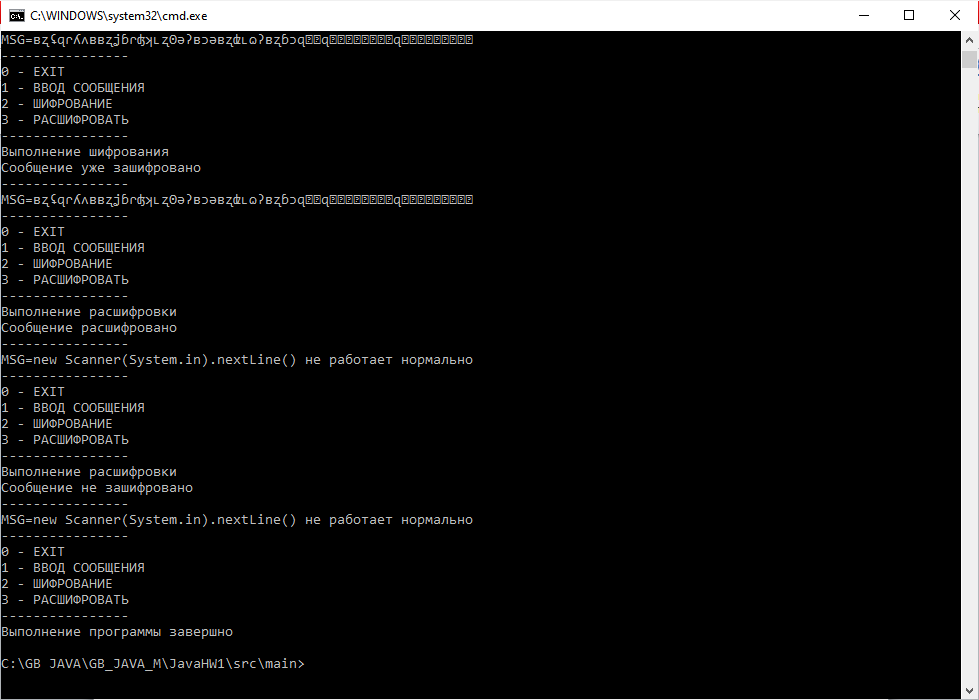 C:\WINDOWS\system32\cmd.exe
----------------
0 - EXIT
1 - ВВОД СООБЩЕНИЯ
2 - ШИФРОВАНИЕ
3 - РАСШИФРОВАТЬ
----------------
Выполнение шифрования
Сообщение уже зашифровано
----------------
----------------
0 - EXIT
1 - ВВОД СООБЩЕНИЯ
2 - ШИФРОВАНИЕ
3 - РАСШИФРОВАТЬ
----------------
Выполнение расшифровки
Сообщение расшифровано
----------------
MSG=new Scanner(System.in).nextLine() не работает нормально
----------------
0 - EXIT
1 - ВВОД СООБЩЕНИЯ
2 - ШИФРОВАНИЕ
3 - РАСШИФРОВАТЬ
----------------
Выполнение расшифровки
Сообщение не зашифровано
----------------
MSG=new Scanner(System.in).nextLine() не работает нормально
----------------
0 - EXIT
1 - ВВОД СООБЩЕНИЯ
2 - ШИФРОВАНИЕ
3 - РАСШИФРОВАТЬ
----------------
Выполнение программы завершно
C:\GB JAVA\GB_JAVA_M\JavaHW1\src\main>